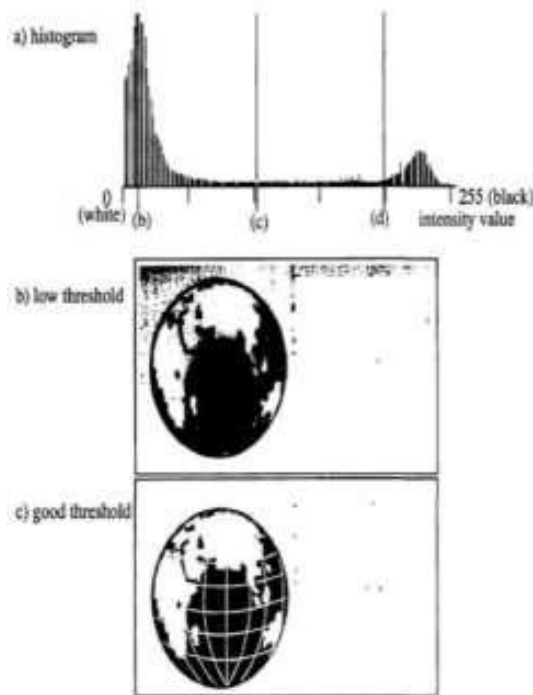 a) histogram
0
(white)
(b)
(c)
(d)
255 (black)
intensity value
b) low threshold
c) good threshold